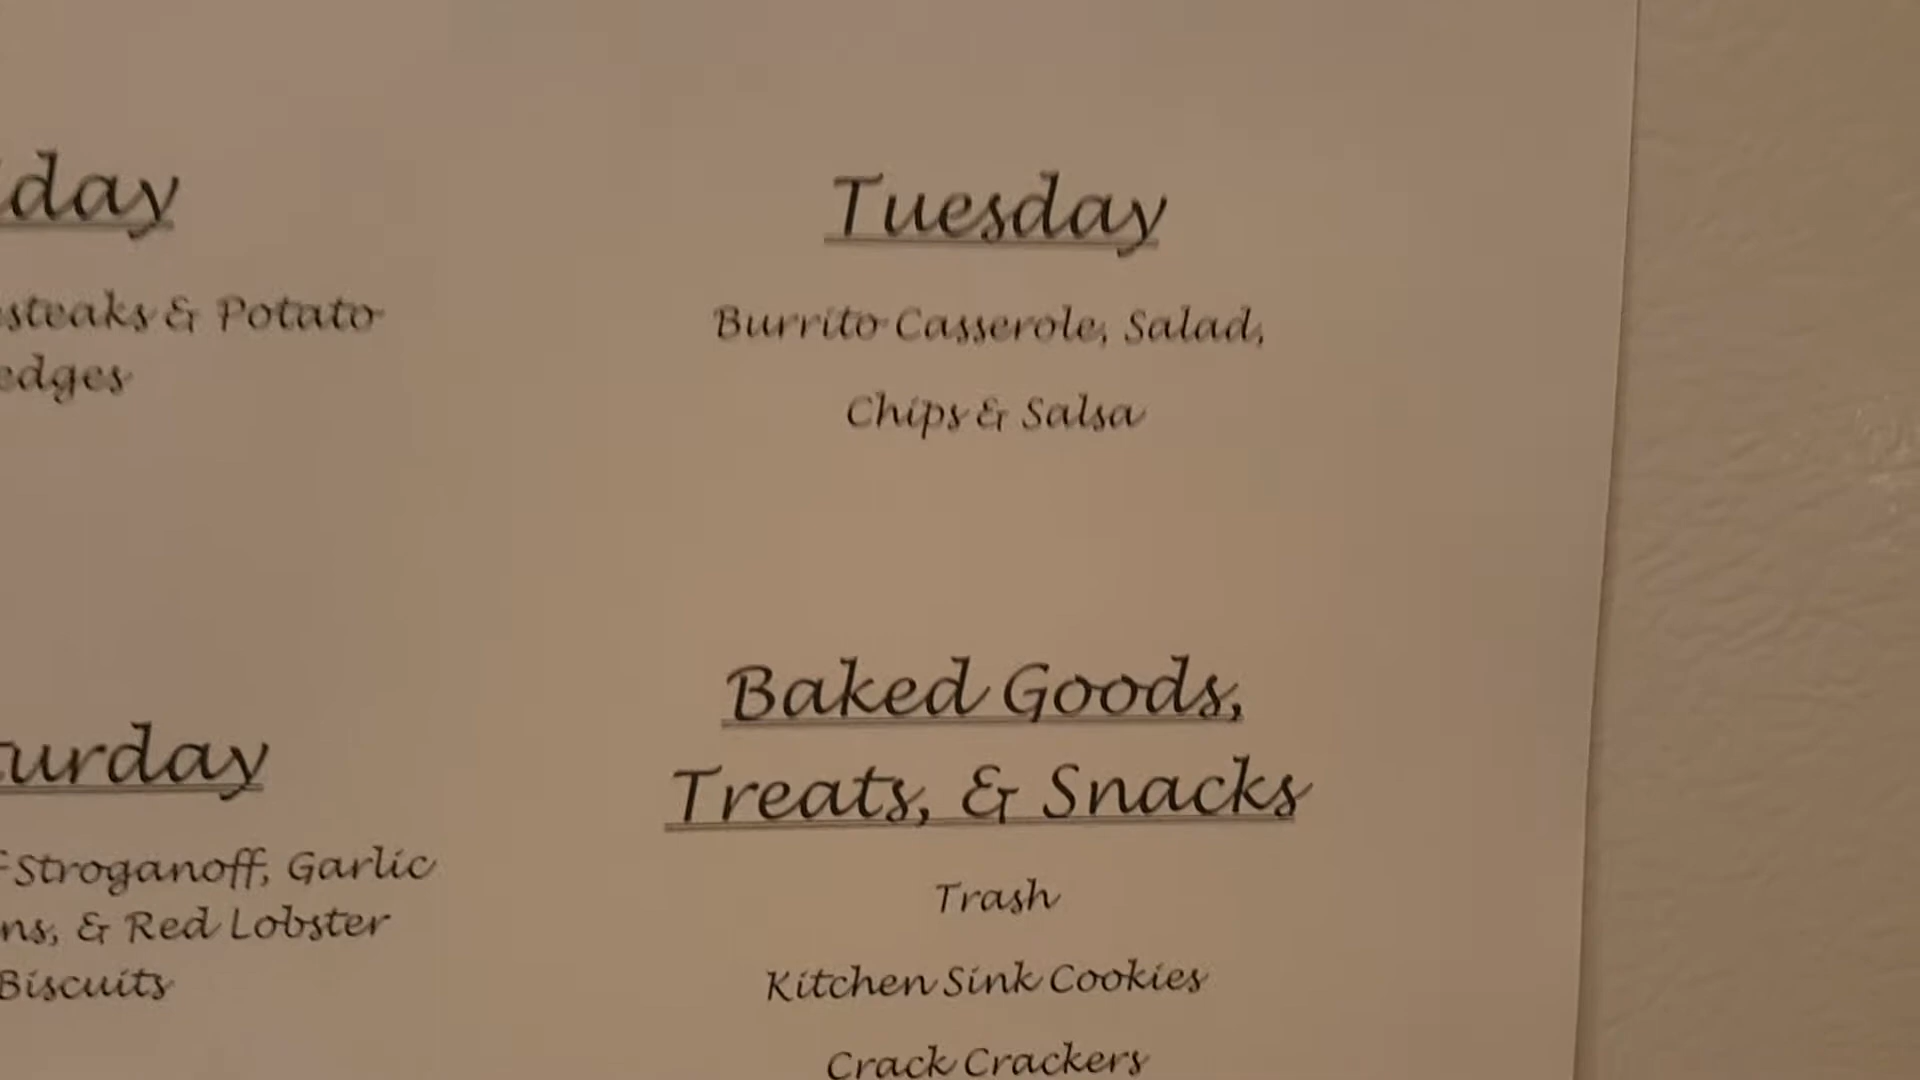 day
steaks & Potato
edges
Tuesday
Burrito Casserole, Salad,
Chips & Salsa
turday
Stroganoff, Garlic
ns, & Red Lobster
Biscuits
Baked Goods,
Treats, & Snacks
Trash
Kitchen Sink Cookies
Crack Crackers